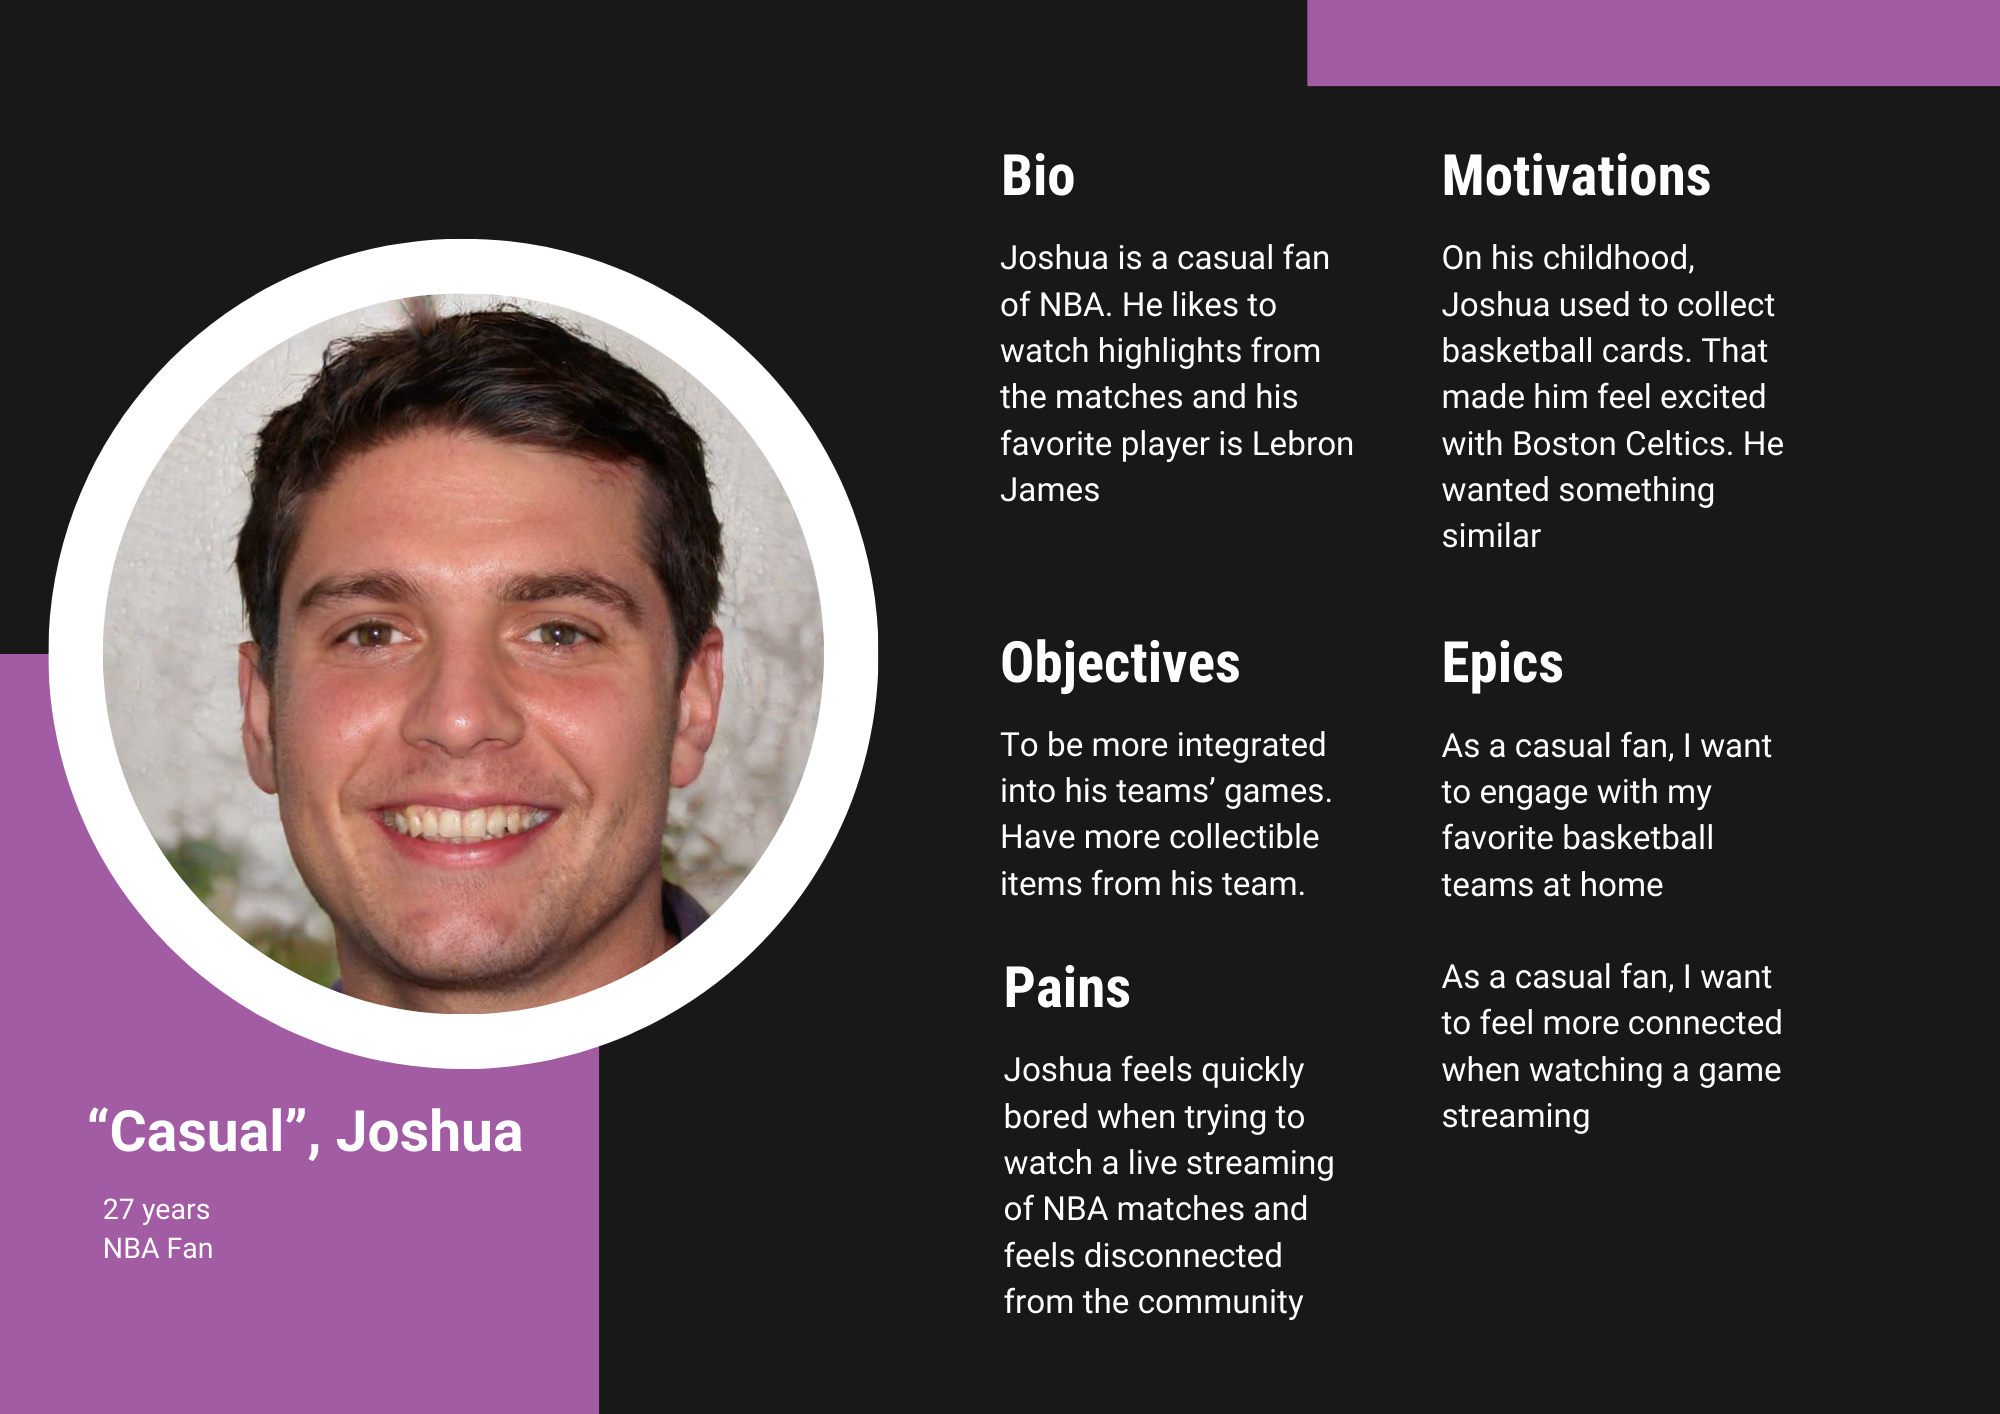 Bio
Joshua is a casual fan
of NBA. He likes to
watch highlights from
the matches and his
favorite player is Lebron
James
Motivations
On his childhood,
Joshua used to collect
basketball cards. That
made him feel excited
with Boston Celtics. He
wanted something
similar
Objectives
To be more integrated
into his teams’ games.
Have more collectible
items from his team.
Epics
As a casual fan, I want
to engage with my
favorite basketball
teams at home
As a casual fan, I want
to feel more connected
when watching a game
streaming
Pains
Joshua feels quickly
bored when trying to
watch a live streaming
of NBA matches and
feels disconnected
from the community
“Casual”, Joshua
27 years
NBA Fan